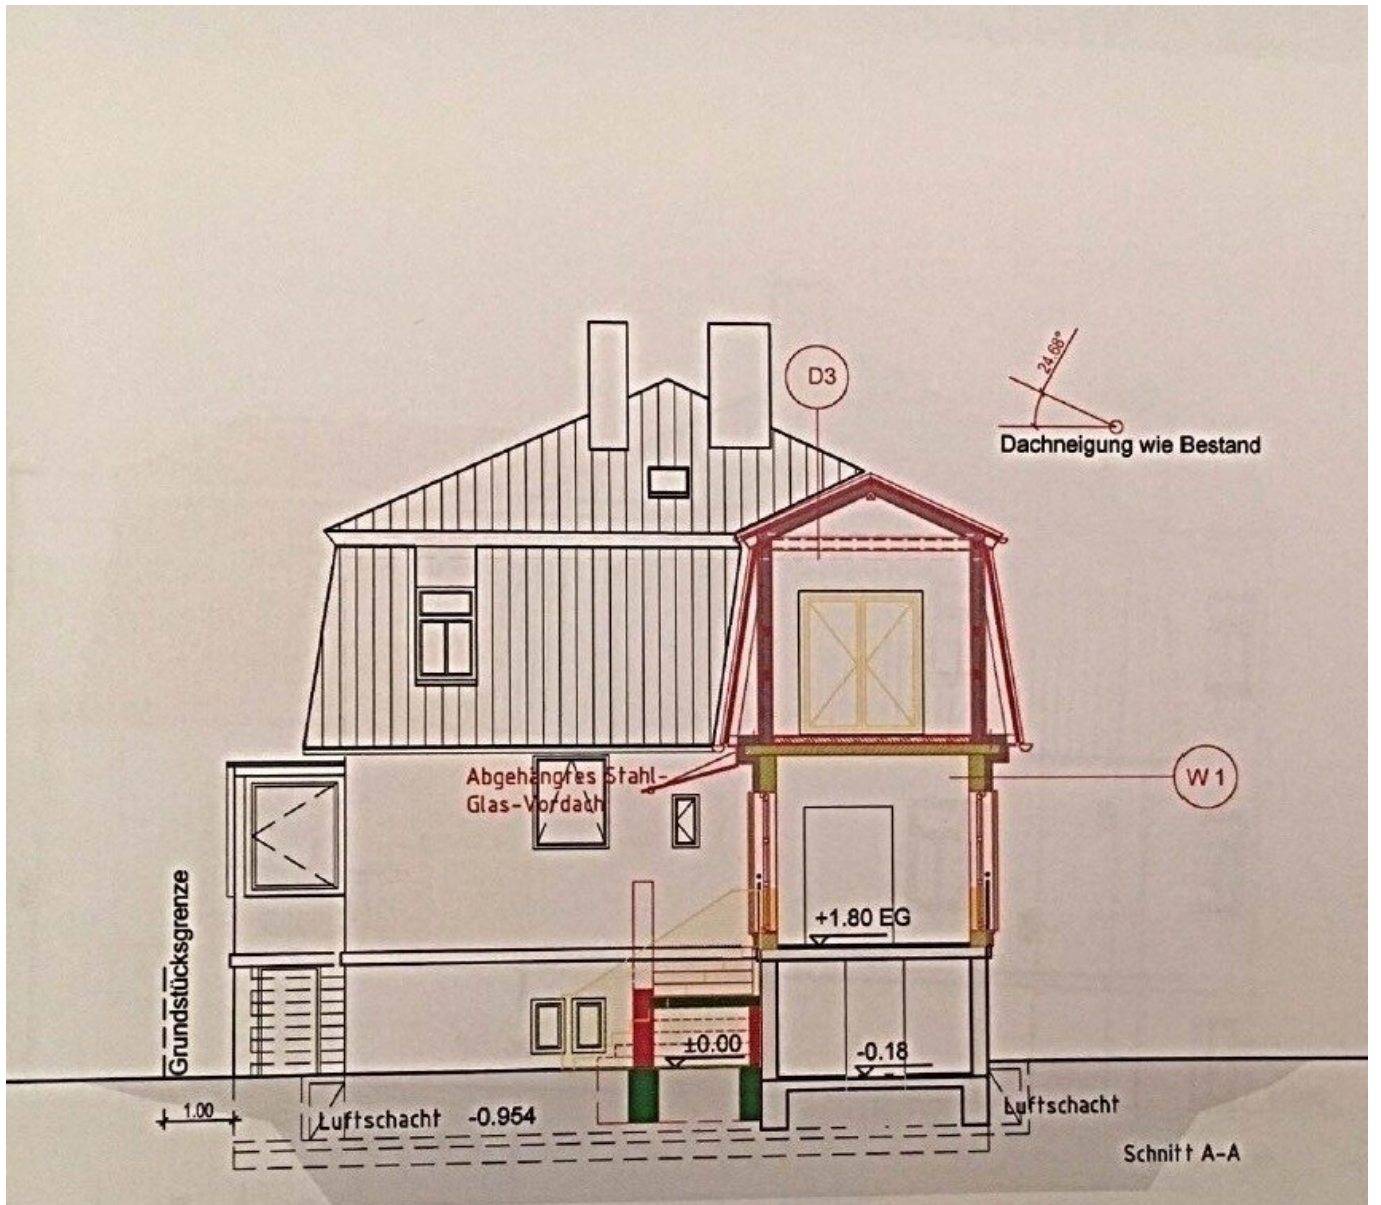 D3
24.68°
Dachneigung wie Bestand
Abgehängtes Stahl-
Glas-Vordach
W 1
Grundstücksgrenze
+1.80 EG
±0.00
-0.18
1.00
Luftschacht
-0.954
Luftschacht
Schnitt A-A